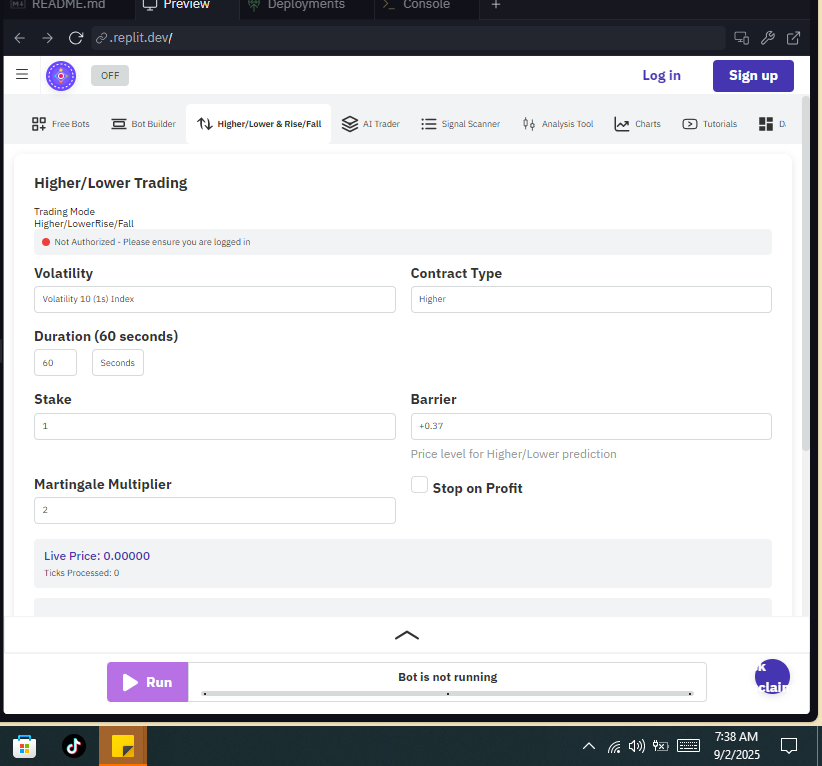 README.md Preview Deployments Console
.replit.dev/
OFF Log in Sign up
Free Bots Bot Builder Higher/Lower & Rise/Fall AI Trader Signal Scanner Analysis Tool Charts Tutorials
Higher/Lower Trading
Trading Mode
Higher/LowerRise/Fall
Not Authorized - Please ensure you are logged in
Volatility Contract Type
Volatility 10 (1s) Index Higher
Duration (60 seconds)
60 Seconds
Stake Barrier
1 +0.37
Price level for Higher/Lower prediction
Martingale Multiplier Stop on Profit
2
Live Price: 0.00000
Ticks Processed: 0
Run Bot is not running
7:38 AM
9/2/2025